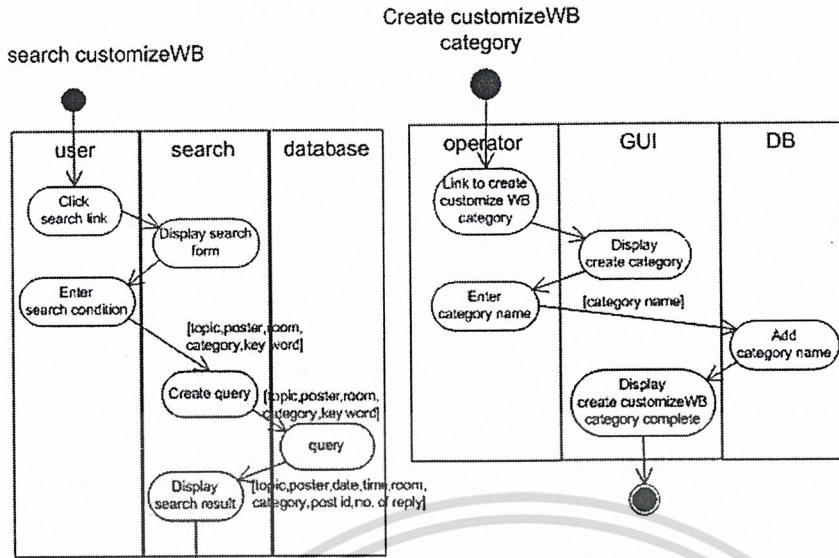 search customizeWB
user
search
database
Click
search link
Display search
form
Enter
search condition
[topic,poster,room,
category,key word]
Create query
[topic,poster,room,
category,key word]
query
Display
search result
[topic,poster,date,time,room,
category,post id,no. of reply]
Create customizeWB
category
operator
GUI
DB
Link to create
customize WB
category
Display
create category
Enter
category name
[category name]
Add
category name
Display
create customizeWB
category complete